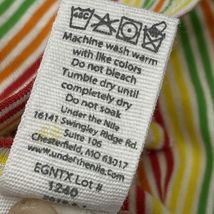 Machine wash warm
with like colors
Do not bleach
Tumble dry until
completely dry
Do not soak
Under the Nile
16141 Swingley Ridge Rd.
Suite 106
Chesterfield, MO 63017
www.underthenile.com
EGNTX Lot #
1240